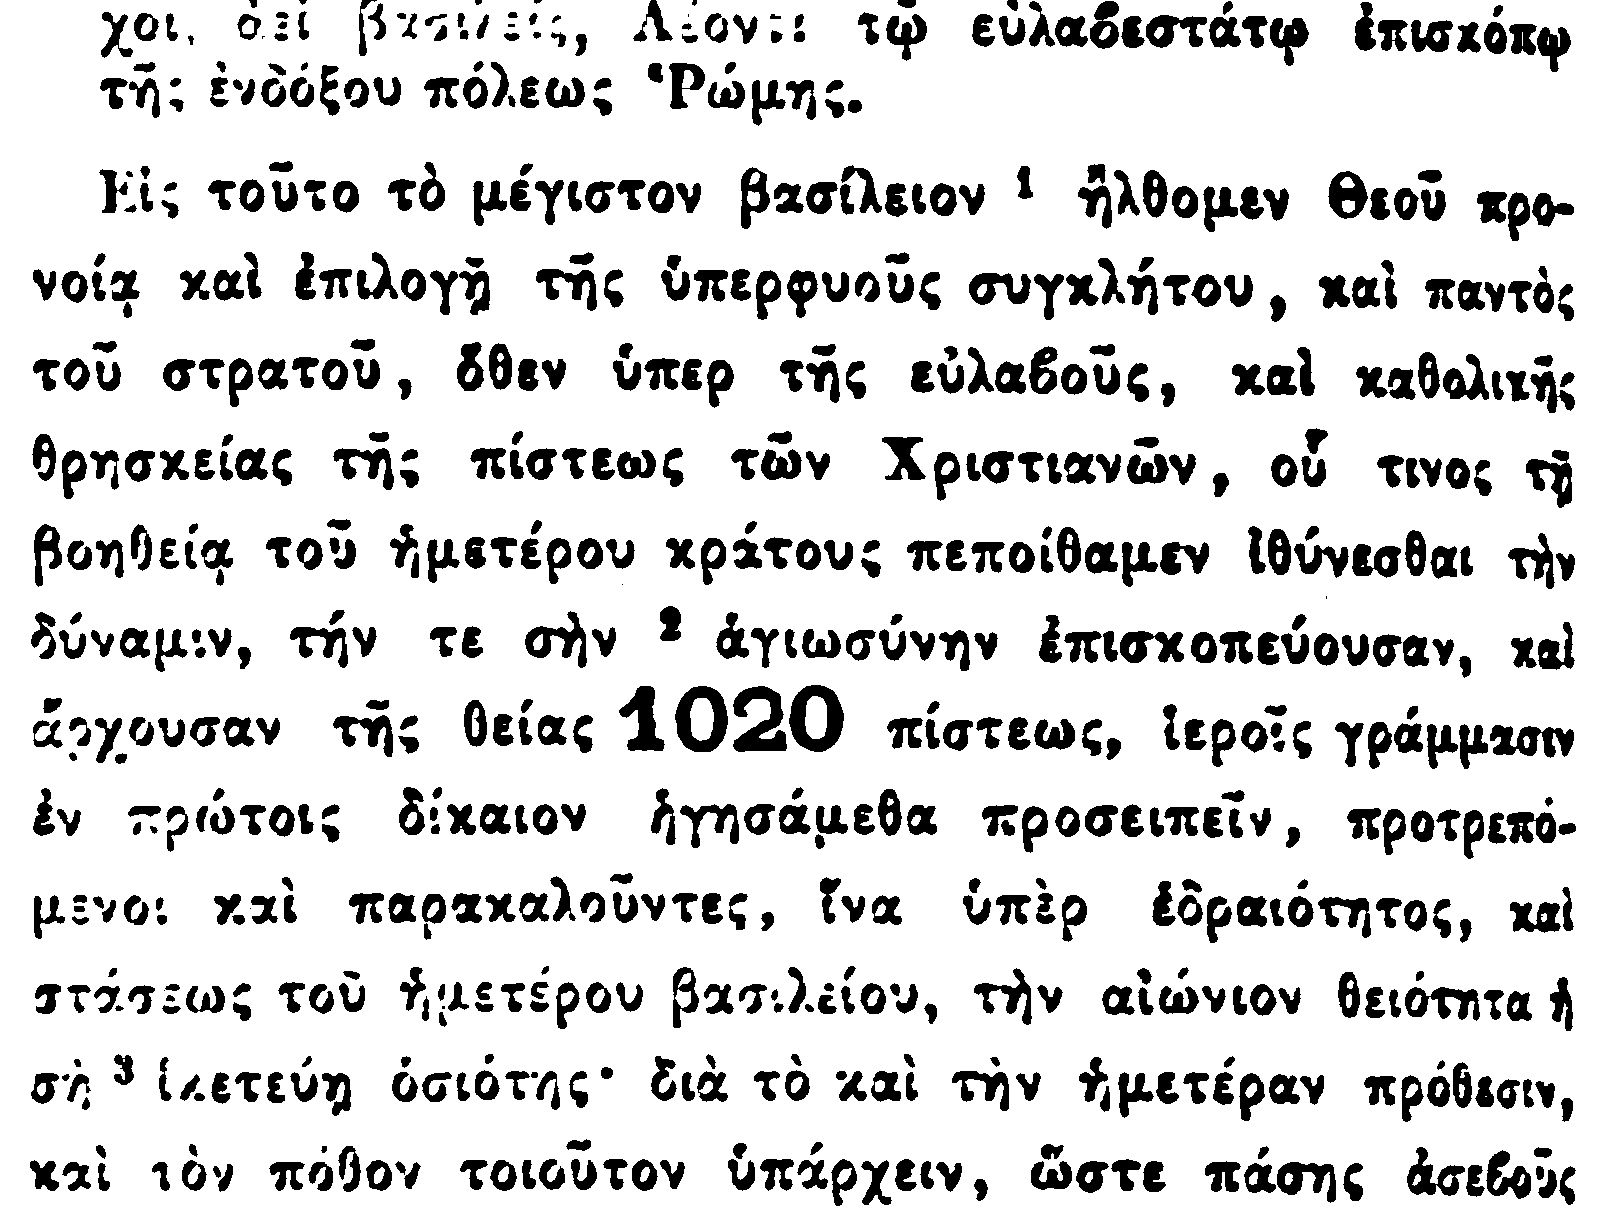 χοι, ἀεὶ βασιλεῖς, Λέοντι τῷ εὐλαβεστάτῳ ἐπισκόπῳ
τῆς ἐνδόξου πόλεως Ῥώμης.
Εἰς τοῦτο τὸ μέγιστον βασίλειον ¹ ἤλθομεν Θεοῦ προ-
νοίᾳ καὶ ἐπιλογῇ τῆς ὑπερφυοῦς συγκλήτου, καὶ παντὸς
τοῦ στρατοῦ, ὅθεν ὑπερ τῆς εὐλαβοῦς, καὶ καθολικῆς
θρησκείας τῆς πίστεως τῶν Χριστιανῶν, οὗ τινος τῇ
βοηθείᾳ τοῦ ἡμετέρου κράτους πεποίθαμεν ἰθύνεσθαι τὴν
δύναμιν, τήν τε σὴν ² ἁγιωσύνην ἐπισκοπεύουσαν, καὶ
ἄρχουσαν τῆς θείας 1020 πίστεως, ἱεροῖς γράμμασιν
ἐν πρώτοις δίκαιον ἡγησάμεθα προσειπεῖν, προτρεπό-
μενοι καὶ παρακαλοῦντες, ἵνα ὑπὲρ ἑδραιότητος, καὶ
στάσεως τοῦ ἡμετέρου βασιλείου, τὴν αἰώνιον θειότητα ἡ
σὴ ³ ἱκετεύῃ ὁσιότης· διὰ τὸ καὶ τὴν ἡμετέραν πρόθεσιν,
καὶ τὸν πόθον τοιοῦτον ὑπάρχειν, ὥστε πάσης ἀσεβοῦς